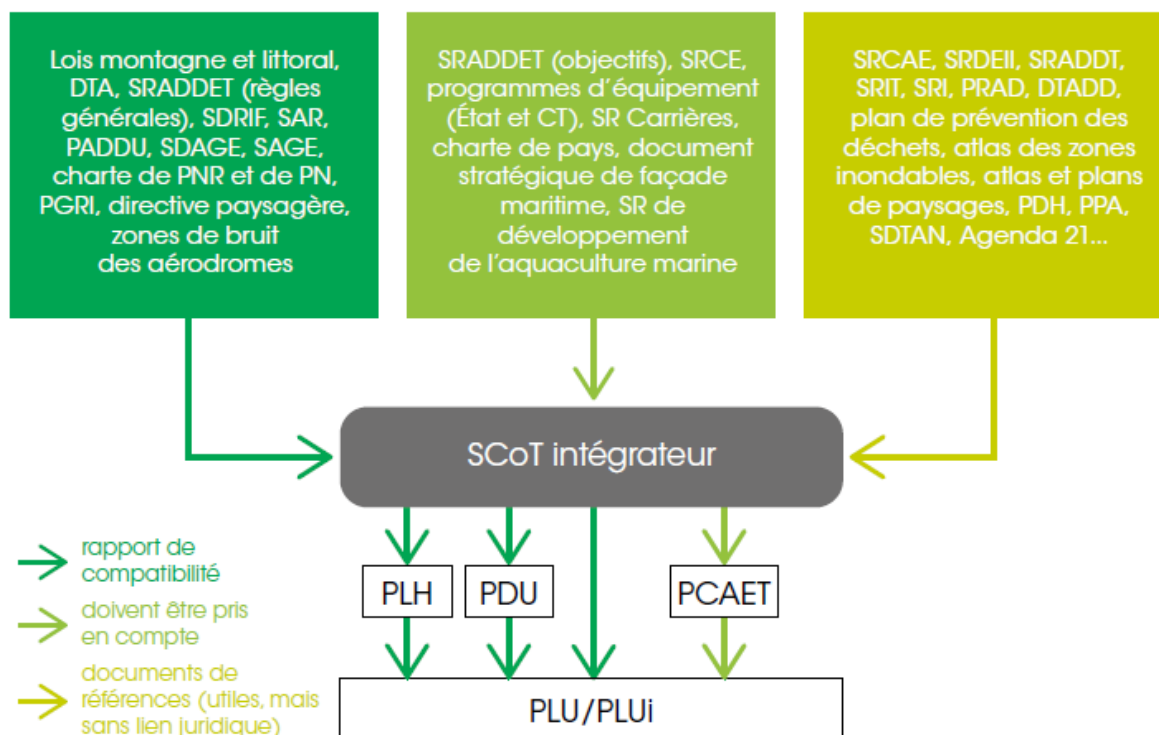 Lois montagne et littoral,
DTA, SRADDET (règles
générales), SDRIF, SAR,
PADDU, SDAGE, SAGE,
charte de PNR et de PN,
PGRI, directive paysagère,
zones de bruit
des aérodromes
SRADDET (objectifs), SRCE,
programmes d'équipement
(État et CT), SR Carrières,
charte de pays, document
stratégique de façade
maritime, SR de
développement
de l'aquaculture marine
SRCAE, SRDEII, SRADDT,
SRIT, SRI, PRAD, DTADD,
plan de prévention des
déchets, atlas des zones
inondables, atlas et plans
de paysages, PDH, PPA,
SDTAN, Agenda 21...
SCoT intégrateur
rapport de
compatibilité
doivent être pris
en compte
documents de
références (utiles, mais
sans lien juridique)
PLH
PDU
PCAET
PLU/PLUi